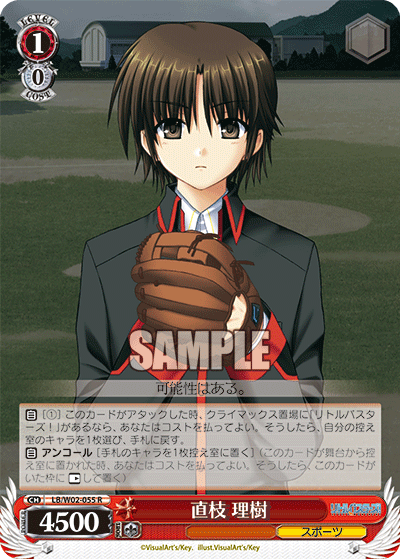 LEVEL
1
0
COST
SAMPLE
可能性はある。
[①] このカードがアタックした時、クライマックス置場に「リトルバスタ
ーズ!」があるなら、あなたはコストを払ってよい。そうしたら、自分の控え
室のキャラを1枚選び、手札に戻す。
アンコール [手札のキャラを1枚控え室に置く](このカードが舞台から控
え室に置かれた時、あなたはコストを払ってよい。そうしたら、このカードが
いた枠に レストして置く)
CH
LB/W02-055 R
4500
直枝 理樹
スポーツ
©VisualArt's/Key. illust.VisualArt's/Key